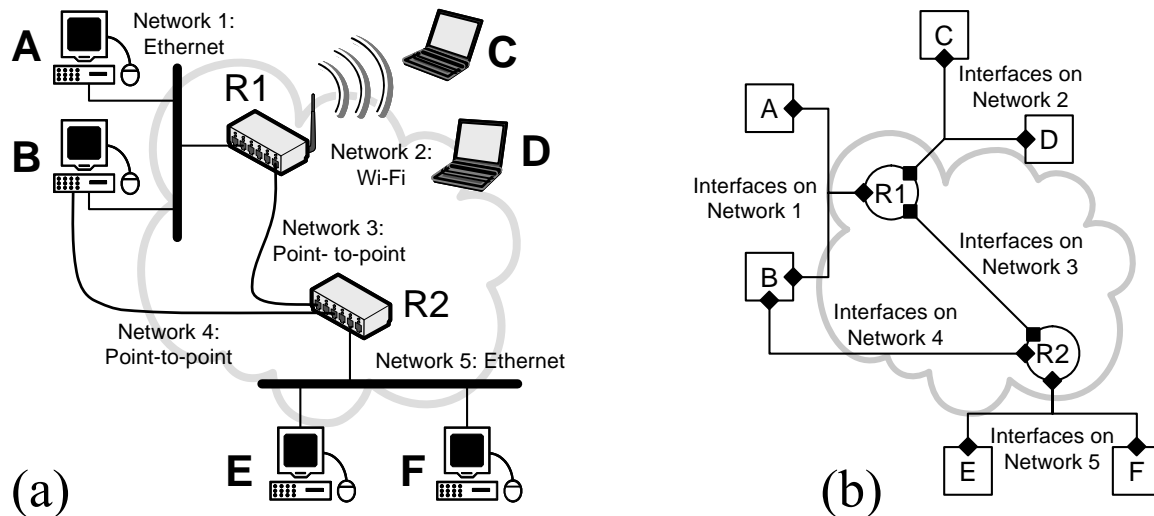 A
Network 1:
Ethernet
B
R1
C
Network 2:
Wi-Fi
D
Network 3:
Point- to-point
R2
Network 4:
Point-to-point
Network 5: Ethernet
E
F
(a)
C
Interfaces on
Network 2
A
D
Interfaces on
Network 1
R1
Interfaces on
Network 3
B
Interfaces on
Network 4
R2
Interfaces on
Network 5
E
F
(b)